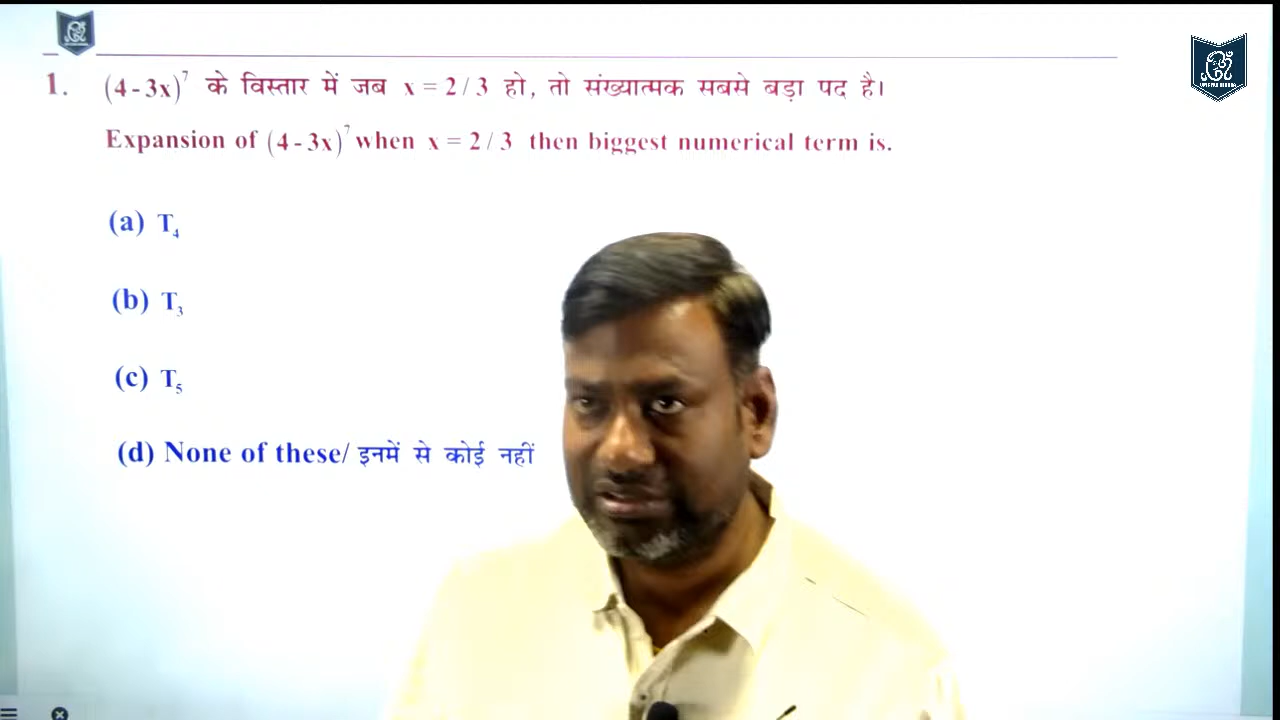 1. (4-3x)⁷ के विस्तार में जब x = 2/3 हो, तो संख्यात्मक सबसे बड़ा पद है।
Expansion of (4-3x)⁷ when x = 2/3 then biggest numerical term is.
(a) T₄
(b) T₃
(c) T₅
(d) None of these/ इनमें से कोई नहीं